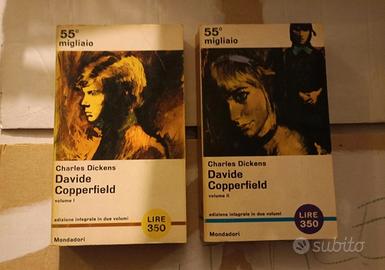 55°
migliaio
Charles Dickens
Davide
Copperfield
volume I
edizione integrale in due volumi
LIRE
350
Mondadori
55°
migliaio
Charles Dickens
Davide
Copperfield
volume II
edizione integrale in due volumi
LIRE
350
Mondadori
subito